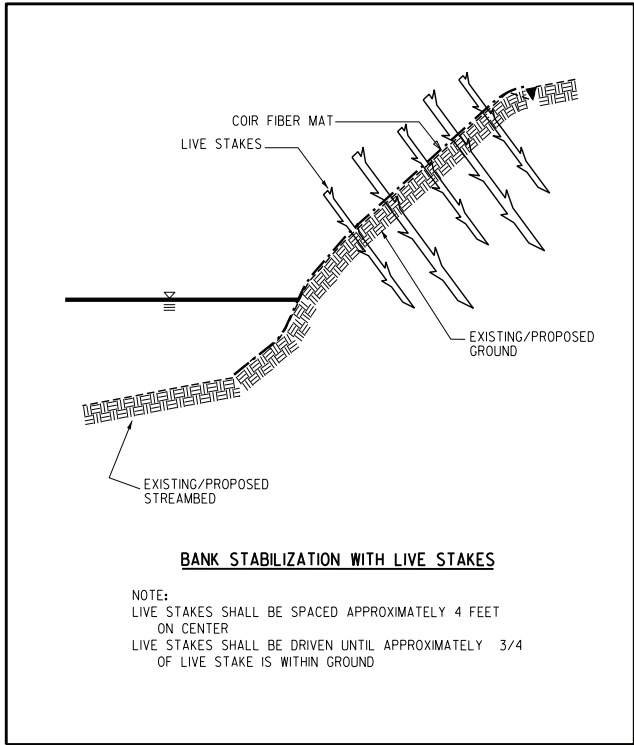 COIR FIBER MAT
LIVE STAKES
EXISTING/PROPOSED
GROUND
EXISTING/PROPOSED
STREAMBED
BANK STABILIZATION WITH LIVE STAKES
NOTE:
LIVE STAKES SHALL BE SPACED APPROXIMATELY 4 FEET
ON CENTER
LIVE STAKES SHALL BE DRIVEN UNTIL APPROXIMATELY 3/4
OF LIVE STAKE IS WITHIN GROUND